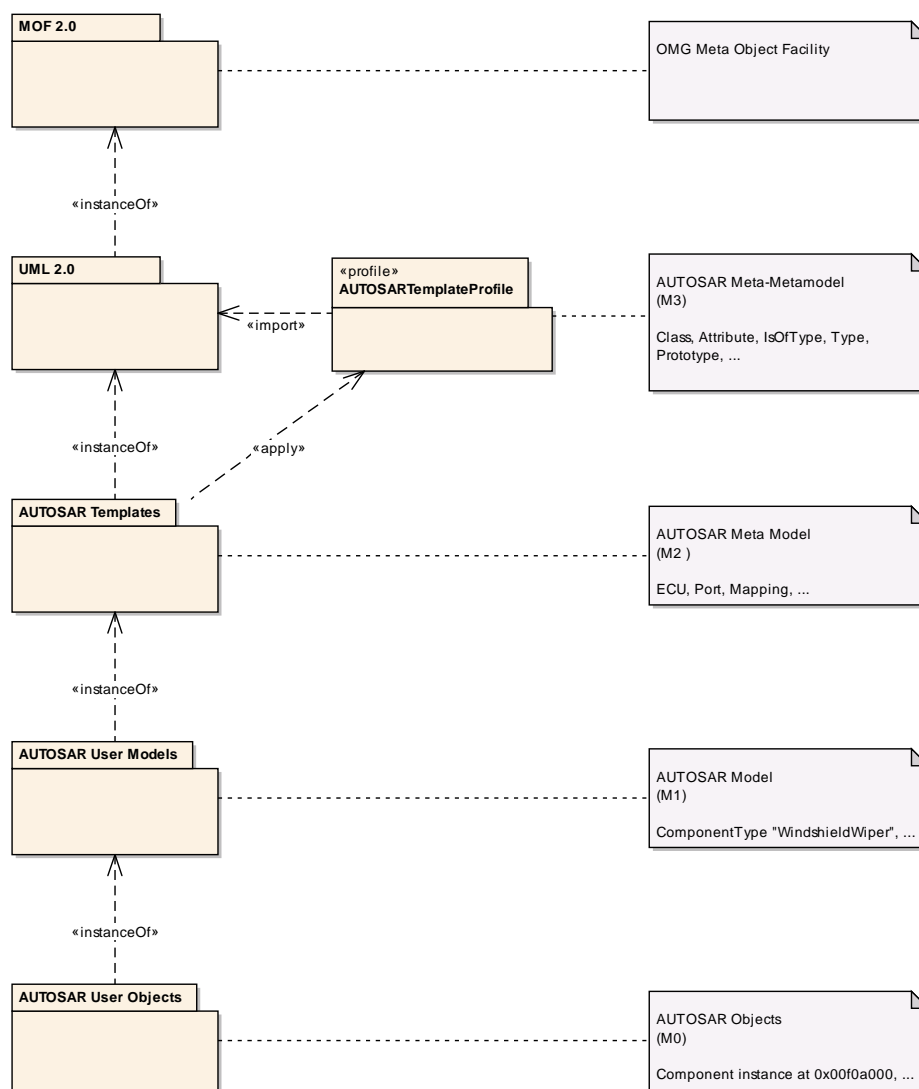 MOF 2.0
OMG Meta Object Facility
«instanceOf»
UML 2.0
«profile»
AUTOSARTemplateProfile
«import»
AUTOSAR Meta-Metamodel
(M3)
Class, Attribute, IsOfType, Type,
Prototype, ...
«instanceOf»
«apply»
AUTOSAR Templates
AUTOSAR Meta Model
(M2 )
ECU, Port, Mapping, ...
«instanceOf»
AUTOSAR User Models
AUTOSAR Model
(M1)
ComponentType "WindshieldWiper", ...
«instanceOf»
AUTOSAR User Objects
AUTOSAR Objects
(M0)
Component instance at 0x00f0a000, ...